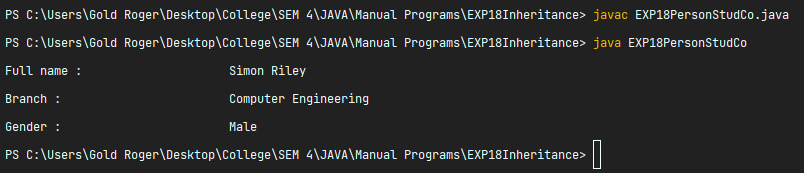 PS C:\Users\Gold Roger\Desktop\College\SEM 4\JAVA\Manual Programs\EXP18Inheritance> javac EXP18PersonStudCo.java
PS C:\Users\Gold Roger\Desktop\College\SEM 4\JAVA\Manual Programs\EXP18Inheritance> java EXP18PersonStudCo
Full name : Simon Riley
Branch : Computer Engineering
Gender : Male
PS C:\Users\Gold Roger\Desktop\College\SEM 4\JAVA\Manual Programs\EXP18Inheritance>